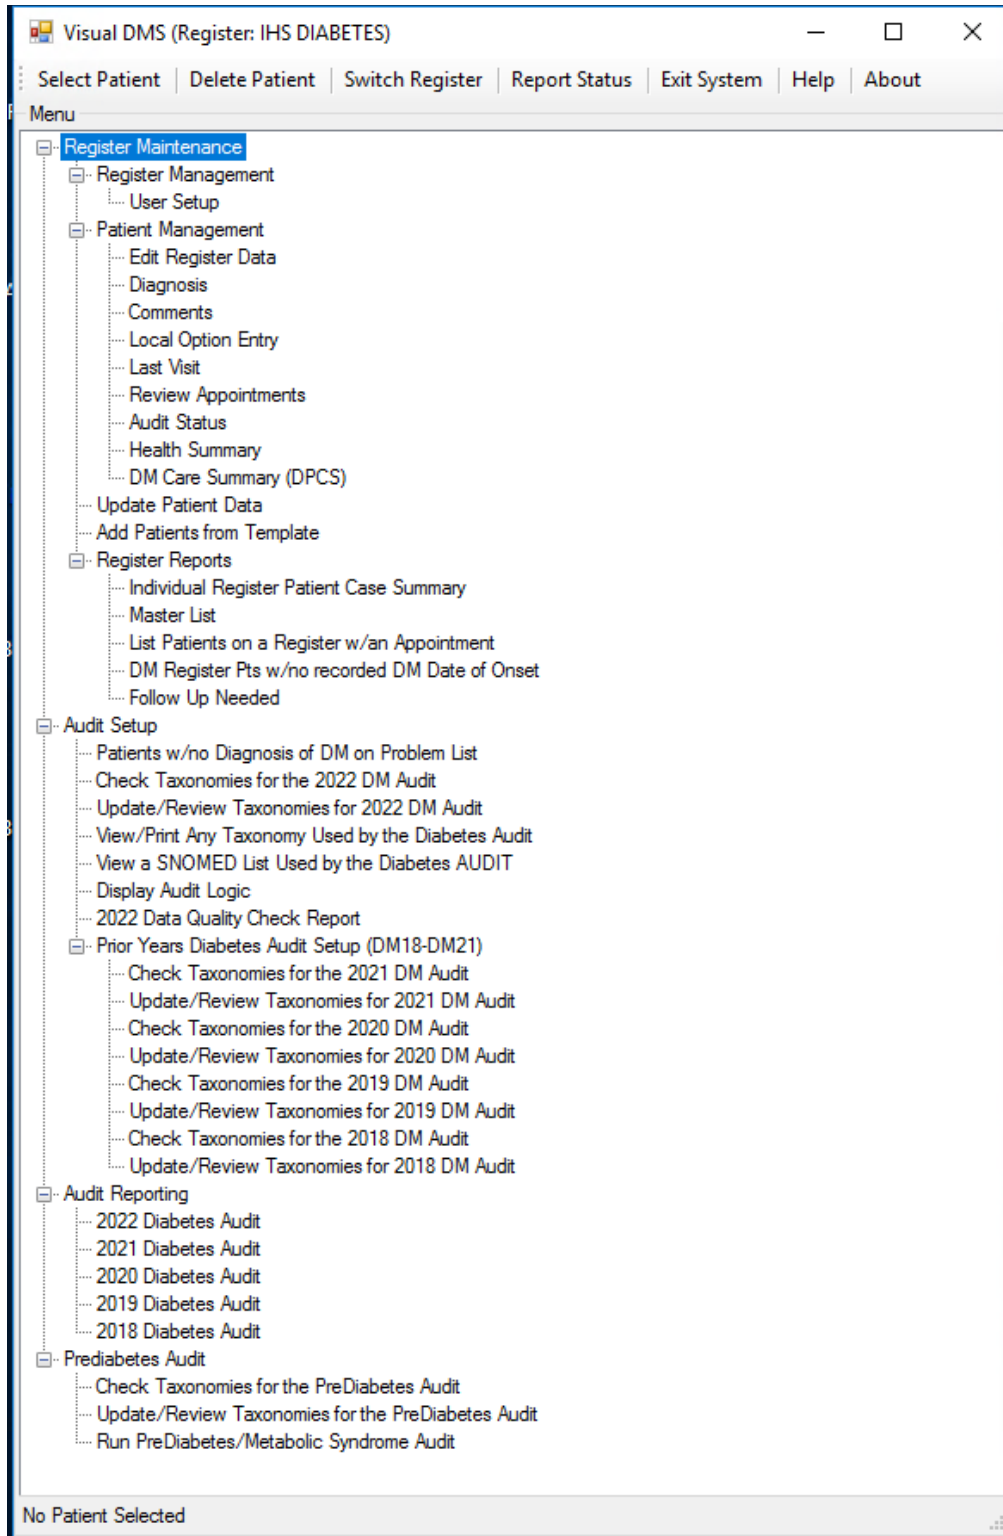 Visual DMS (Register: IHS DIABETES)
Select Patient Delete Patient Switch Register Report Status Exit System Help About
Menu
Register Maintenance
Register Management
User Setup
Patient Management
Edit Register Data
Diagnosis
Comments
Local Option Entry
Last Visit
Review Appointments
Audit Status
Health Summary
DM Care Summary (DPCS)
Update Patient Data
Add Patients from Template
Register Reports
Individual Register Patient Case Summary
Master List
List Patients on a Register w/an Appointment
DM Register Pts w/no recorded DM Date of Onset
Follow Up Needed
Audit Setup
Patients w/no Diagnosis of DM on Problem List
Check Taxonomies for the 2022 DM Audit
Update/Review Taxonomies for 2022 DM Audit
View/Print Any Taxonomy Used by the Diabetes Audit
View a SNOMED List Used by the Diabetes AUDIT
Display Audit Logic
2022 Data Quality Check Report
Prior Years Diabetes Audit Setup (DM18-DM21)
Check Taxonomies for the 2021 DM Audit
Update/Review Taxonomies for 2021 DM Audit
Check Taxonomies for the 2020 DM Audit
Update/Review Taxonomies for 2020 DM Audit
Check Taxonomies for the 2019 DM Audit
Update/Review Taxonomies for 2019 DM Audit
Check Taxonomies for the 2018 DM Audit
Update/Review Taxonomies for 2018 DM Audit
Audit Reporting
2022 Diabetes Audit
2021 Diabetes Audit
2020 Diabetes Audit
2019 Diabetes Audit
2018 Diabetes Audit
Prediabetes Audit
Check Taxonomies for the PreDiabetes Audit
Update/Review Taxonomies for the PreDiabetes Audit
Run PreDiabetes/Metabolic Syndrome Audit
No Patient Selected